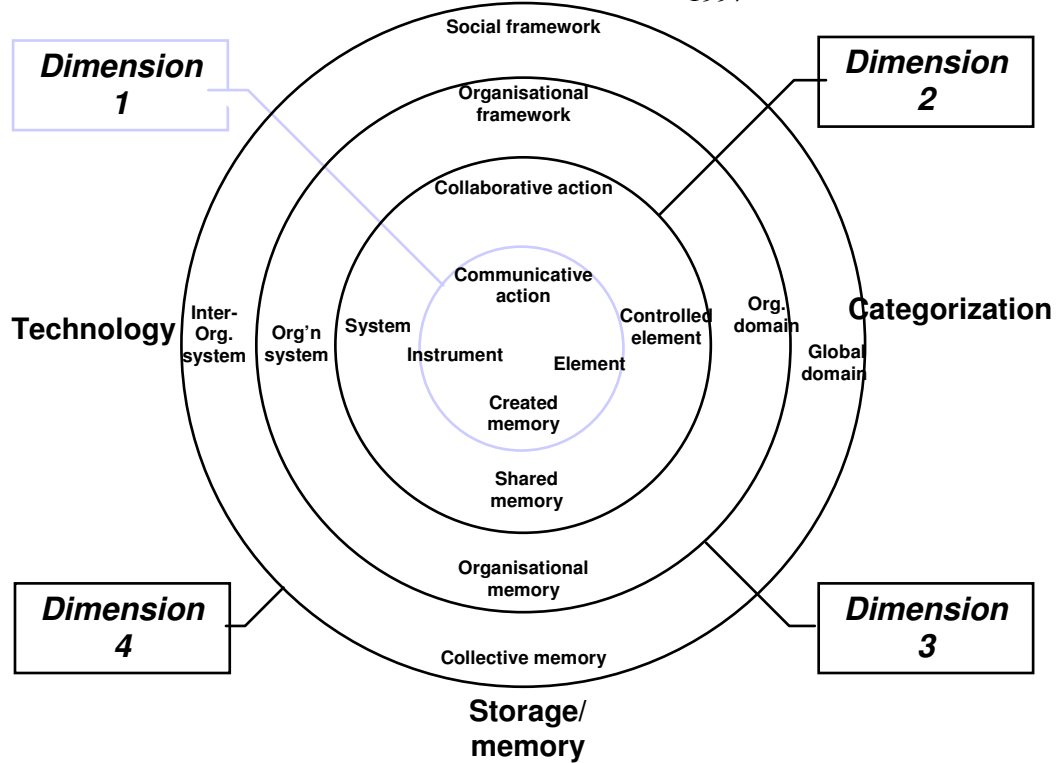 Social framework
Dimension
1
Dimension
2
Organisational
framework
Collaborative action
Communicative
action
Technology
Inter-
Org.
system
Org'n
system
System
Instrument
Element
Controlled
element
Org.
domain
Global
domain
Categorization
Created
memory
Shared
memory
Organisational
memory
Dimension
4
Dimension
3
Collective memory
Storage/
memory